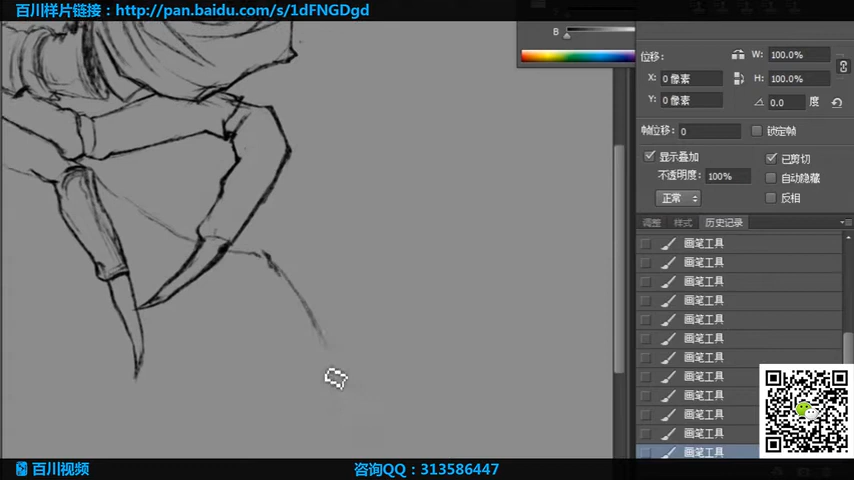 百川样片链接：http://pan.baidu.com/s/1dFNGDgd
B
位移:
W: 100.0%
X: 0 像素
H: 100.0%
Y: 0 像素
0.0 度
帧位移: 0
锁定帧
显示叠加
已剪切
不透明度: 100%
自动隐藏
正常
反相
调整 样式 历史记录
画笔工具
画笔工具
画笔工具
画笔工具
画笔工具
画笔工具
画笔工具
画笔工具
画笔工具
画笔工具
画笔工具
画笔工具
百川视频
咨询QQ：313586447